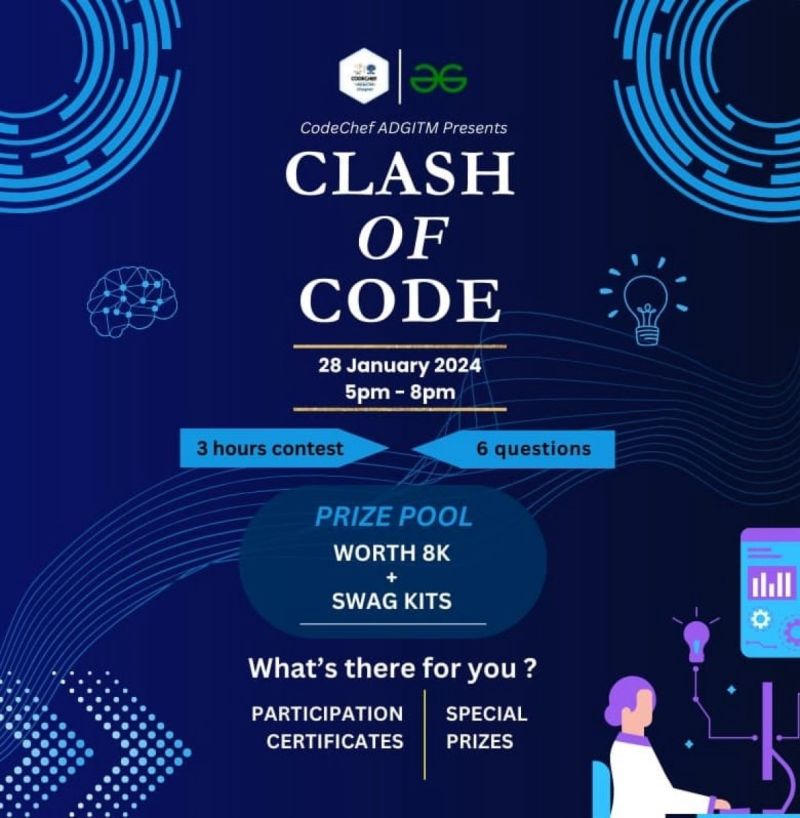 CODECHEF
CodeChef ADGITM Presents
CLASH
OF
CODE
28 January 2024
5pm - 8pm
3 hours contest
6 questions
PRIZE POOL
WORTH 8K
+
SWAG KITS
What's there for you ?
PARTICIPATION
CERTIFICATES
SPECIAL
PRIZES